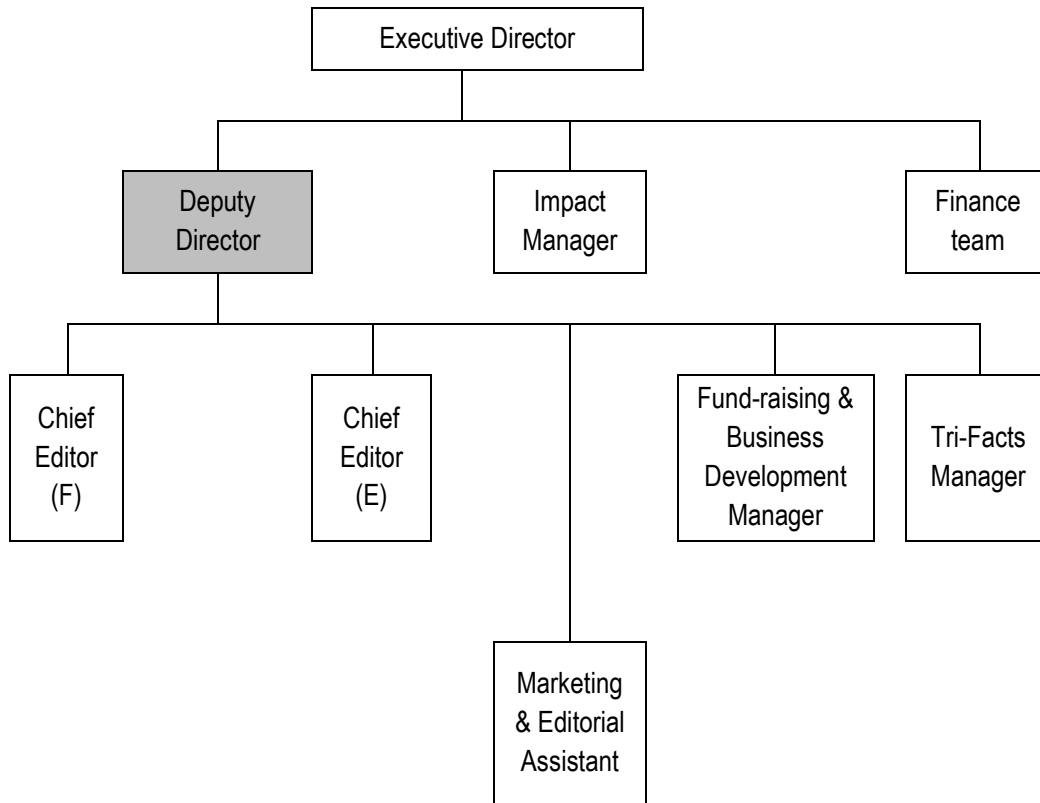 Executive Director
Deputy
Director
Impact
Manager
Finance
team
Chief
Editor
(F)
Chief
Editor
(E)
Fund-raising &
Business
Development
Manager
Tri-Facts
Manager
Marketing
& Editorial
Assistant